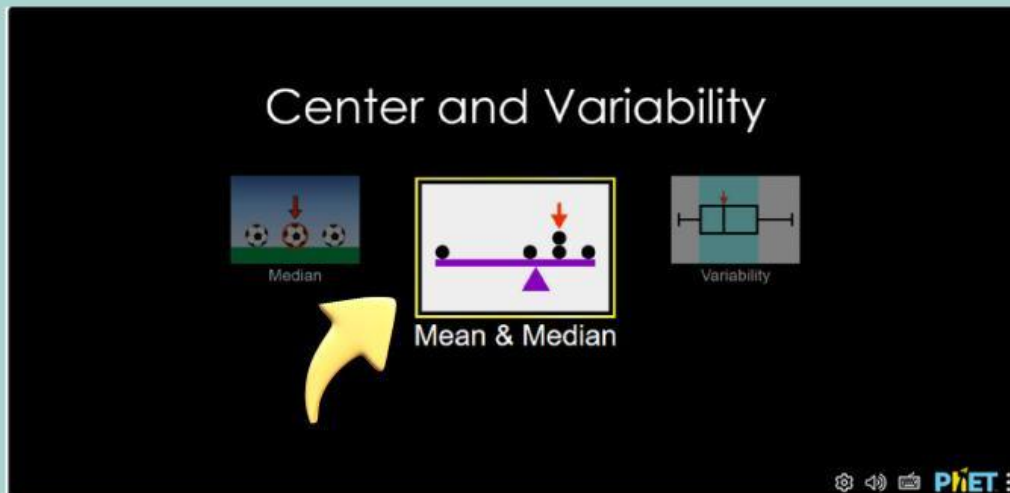 Center and Variability
Median
Mean & Median
Variability
PhET